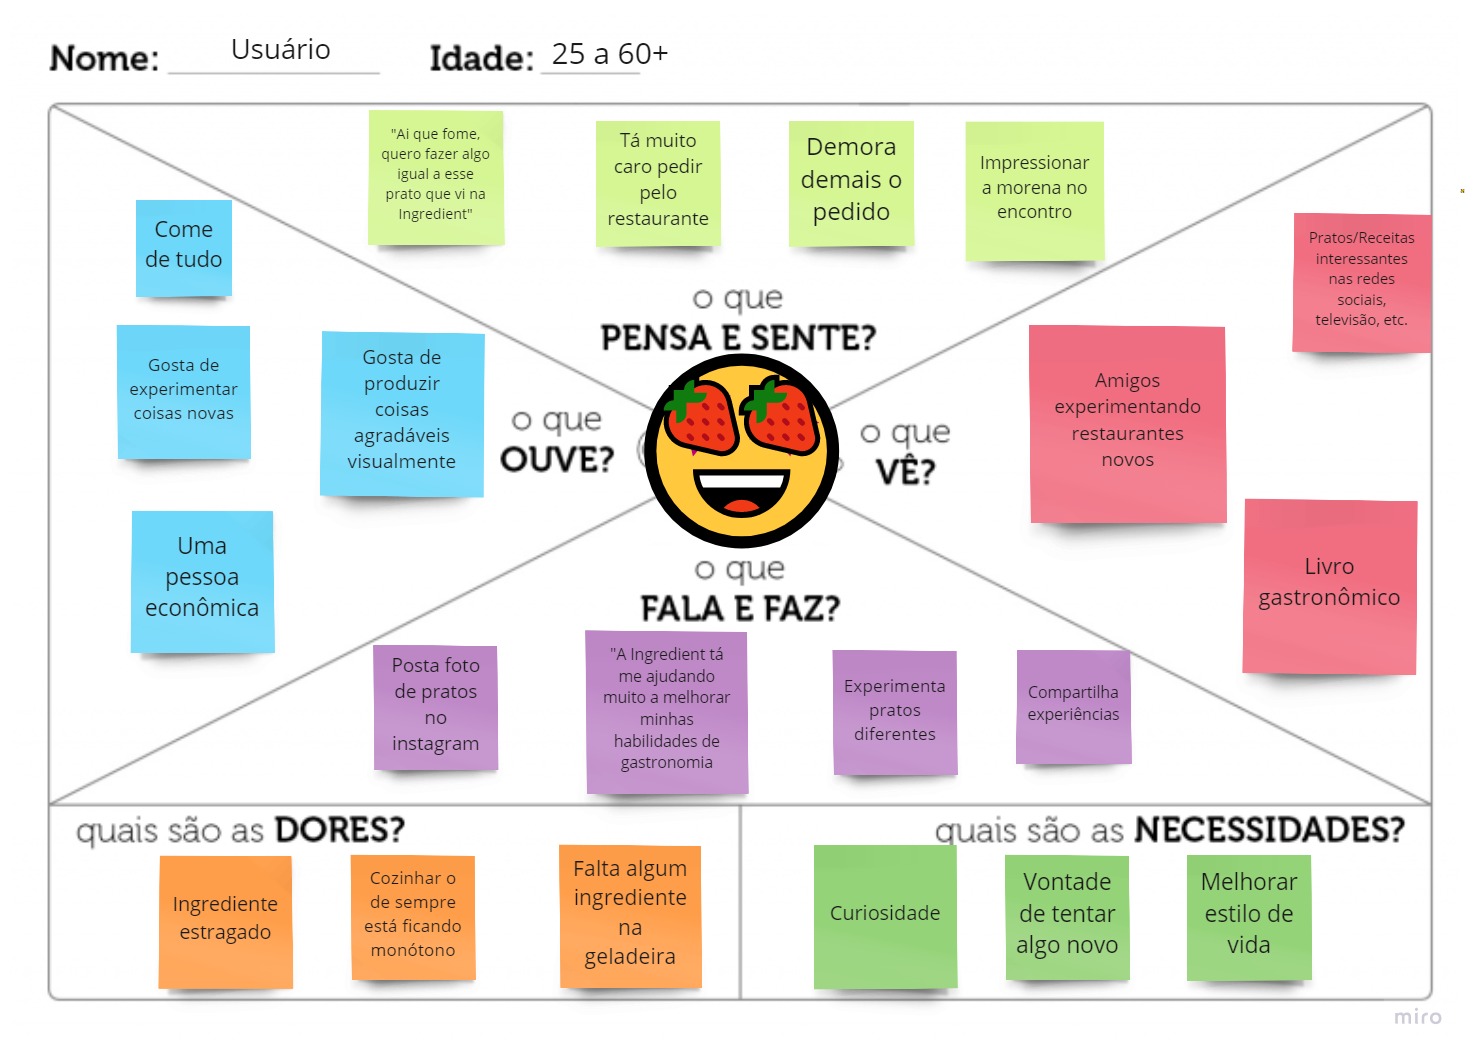 Nome: Usuário Idade: 25 a 60+
"Ai que fome,
quero fazer algo
igual a esse
prato que vi na
Ingredient"
Tá muito
caro pedir
pelo
restaurante
Demora
demais o
pedido
Impressionar
a morena no
encontro
o que
PENSA E SENTE?
Come
de tudo
Gosta de
experimentar
coisas novas
Gosta de
produzir
coisas
agradáveis
visualmente
Uma
pessoa
econômica
o que
OUVE?
o que
VÊ?
Pratos/Receitas
interessantes
nas redes
sociais,
televisão, etc.
Amigos
experimentando
restaurantes
novos
Livro
gastronômico
o que
FALA E FAZ?
Posta foto
de pratos
no
instagram
"A Ingredient tá
me ajudando
muito a melhorar
minhas
habilidades de
gastronomia
Experimenta
pratos
diferentes
Compartilha
experiências
quais são as DORES?
Ingrediente
estragado
Cozinhar o
de sempre
está ficando
monótono
Falta algum
ingrediente
na
geladeira
quais são as NECESSIDADES?
Curiosidade
Vontade
de tentar
algo novo
Melhorar
estilo de
vida
miro